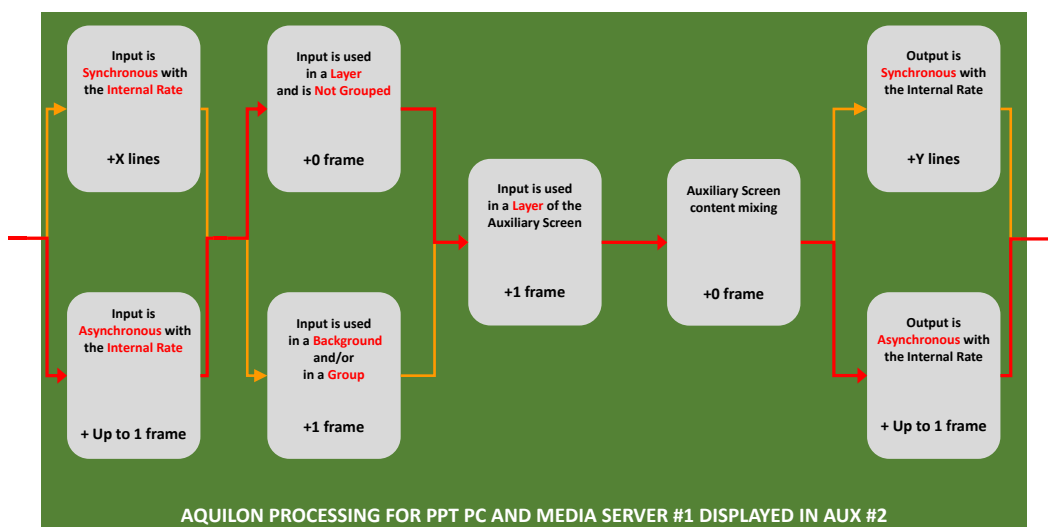 Input is
Synchronous with
the Internal Rate
+X lines
Input is
Asynchronous with
the Internal Rate
+ Up to 1 frame
Input is used
in a Layer
and is Not Grouped
+0 frame
Input is used
in a Background
and/or
in a Group
+1 frame
Input is used
in a Layer of the
Auxiliary Screen
+1 frame
Auxiliary Screen
content mixing
+0 frame
Output is
Synchronous with
the Internal Rate
+Y lines
Output is
Asynchronous with
the Internal Rate
+ Up to 1 frame
AQUILON PROCESSING FOR PPT PC AND MEDIA SERVER #1 DISPLAYED IN AUX #2